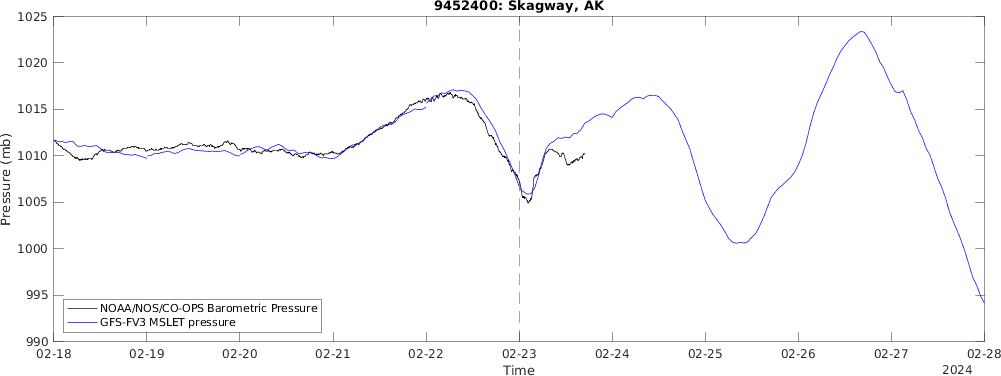 9452400: Skagway, AK
1025
1020
1015
1010
1005
1000
995
990
Pressure (mb)
NOAA/NOS/CO-OPS Barometric Pressure
GFS-FV3 MSLET pressure
02-18 02-19 02-20 02-21 02-22 02-23 02-24 02-25 02-26 02-27 02-28
Time
2024